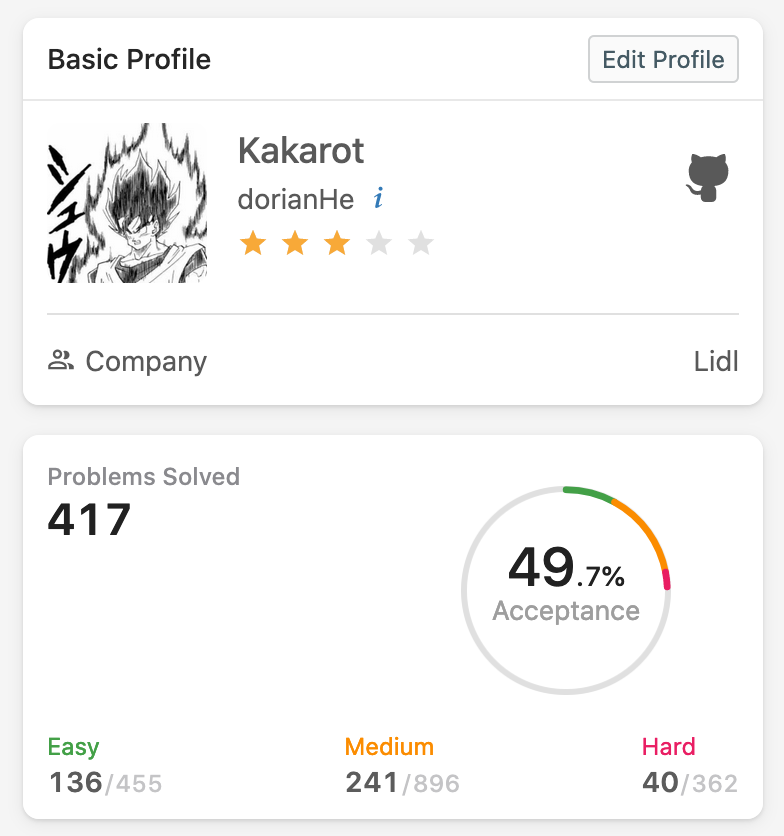 Basic Profile
Edit Profile
シュウ
Kakarot
dorianHe i
Company
Lidl
Problems Solved
417
49.7%
Acceptance
Easy
Medium
Hard
136/455
241/896
40/362